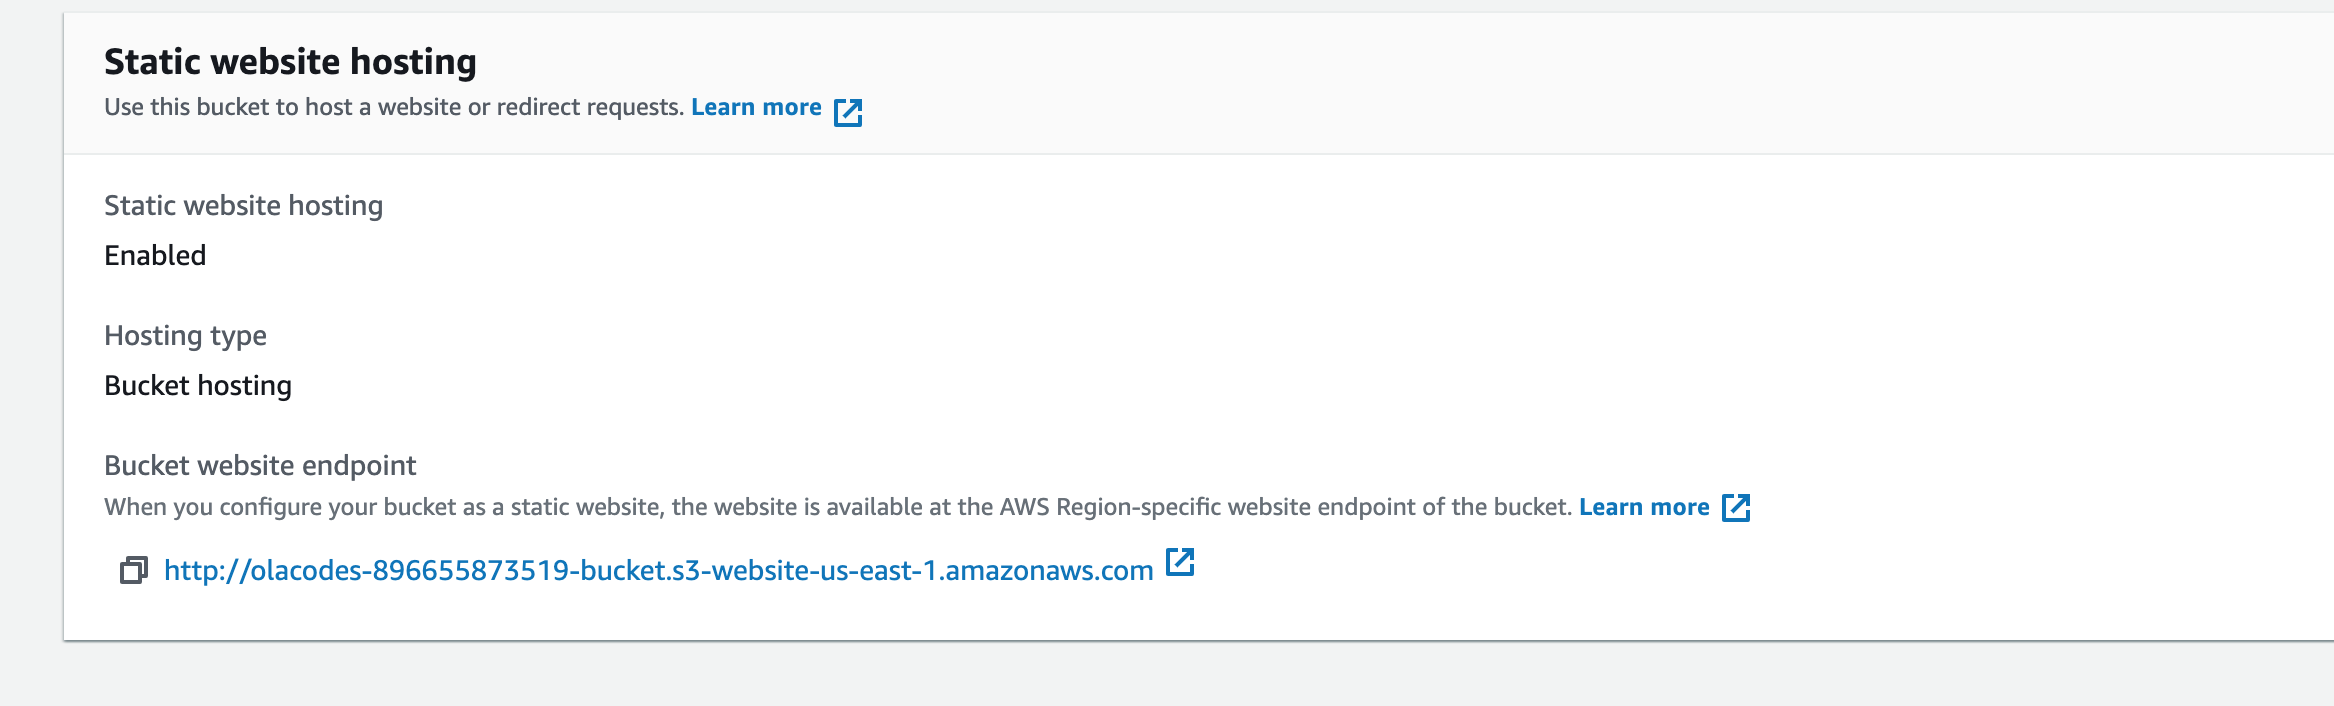 Static website hosting
Use this bucket to host a website or redirect requests. Learn more
Static website hosting
Enabled
Hosting type
Bucket hosting
Bucket website endpoint
When you configure your bucket as a static website, the website is available at the AWS Region-specific website endpoint of the bucket. Learn more
http://olacodes-896655873519-bucket.s3-website-us-east-1.amazonaws.com